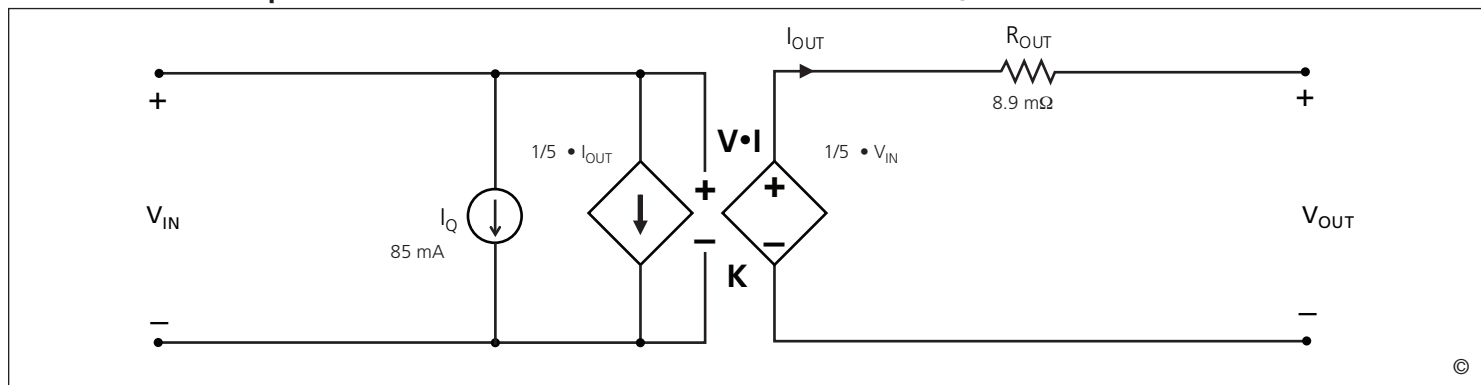 I_OUT
R_OUT
+
8.9 mΩ
+
V•I
1/5 • I_OUT
1/5 • V_IN
+
+
V_IN
I_Q
V_OUT
85 mA
–
–
K
–
–
©